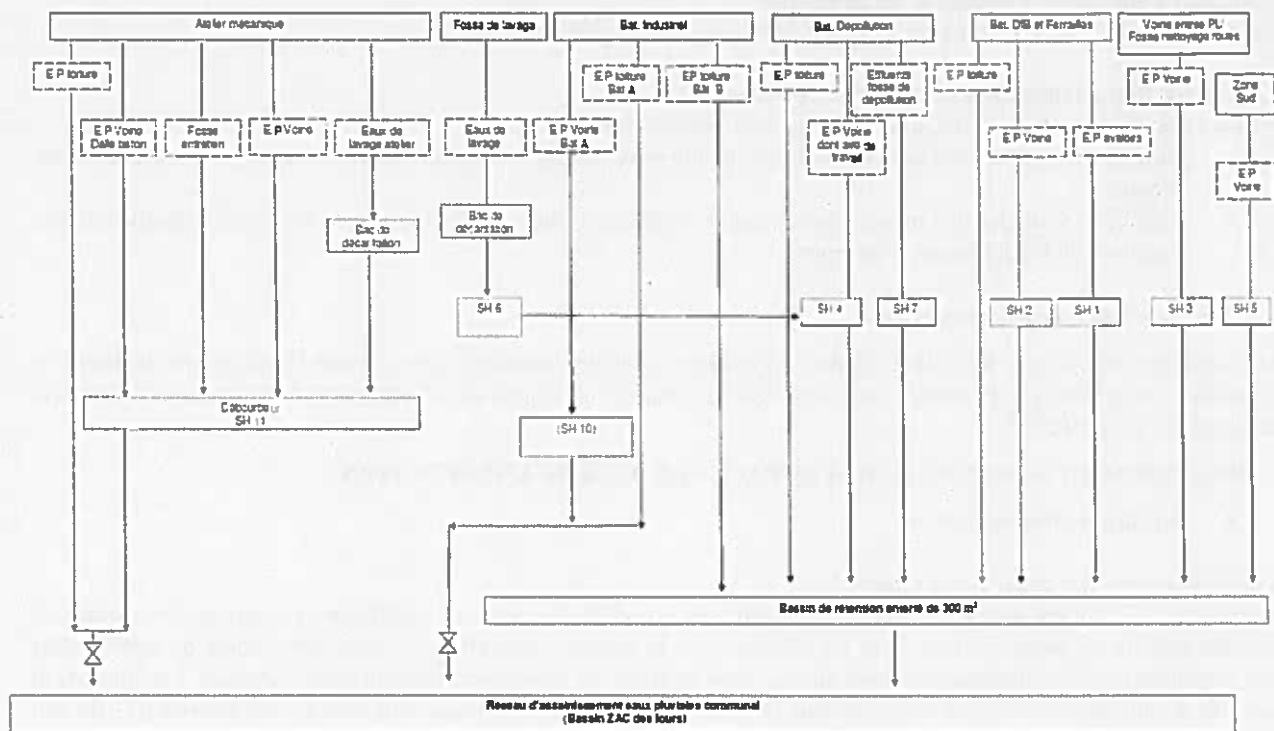 Atelier mécanique
Fosse de lavage
Bat. Industriel
Bat. Dépollution
Bat. DIB et Ferrailles
Voirie entrée PL/
Fosse nettoyage roues
E.P toiture
E.P toiture
Bat A
EP toiture
Bat B
E.P toiture
Effluents
fosse de
dépollution
E.P toiture
E.P Voirie
Zone
Sud
E.P Voirie
Dalle béton
Fosse
entretien
E.P Voirie
Eaux de
lavage atelier
Eaux de
lavage
E.P Voirie
Bat A
E.P Voirie
dont aire de
travail
E.P Voirie
E.P avaloirs
E.P
Voirie
Bac de
décantation
Bac de
décantation
SH 6
SH 4
SH 7
SH 2
SH 1
SH 3
SH 5
Débourbeur
SH 11
(SH 10)
Bassin de rétention enterré de 300 m³
Réseau d'assainissement eaux pluviales communal
(Bassin ZAC des Iours)